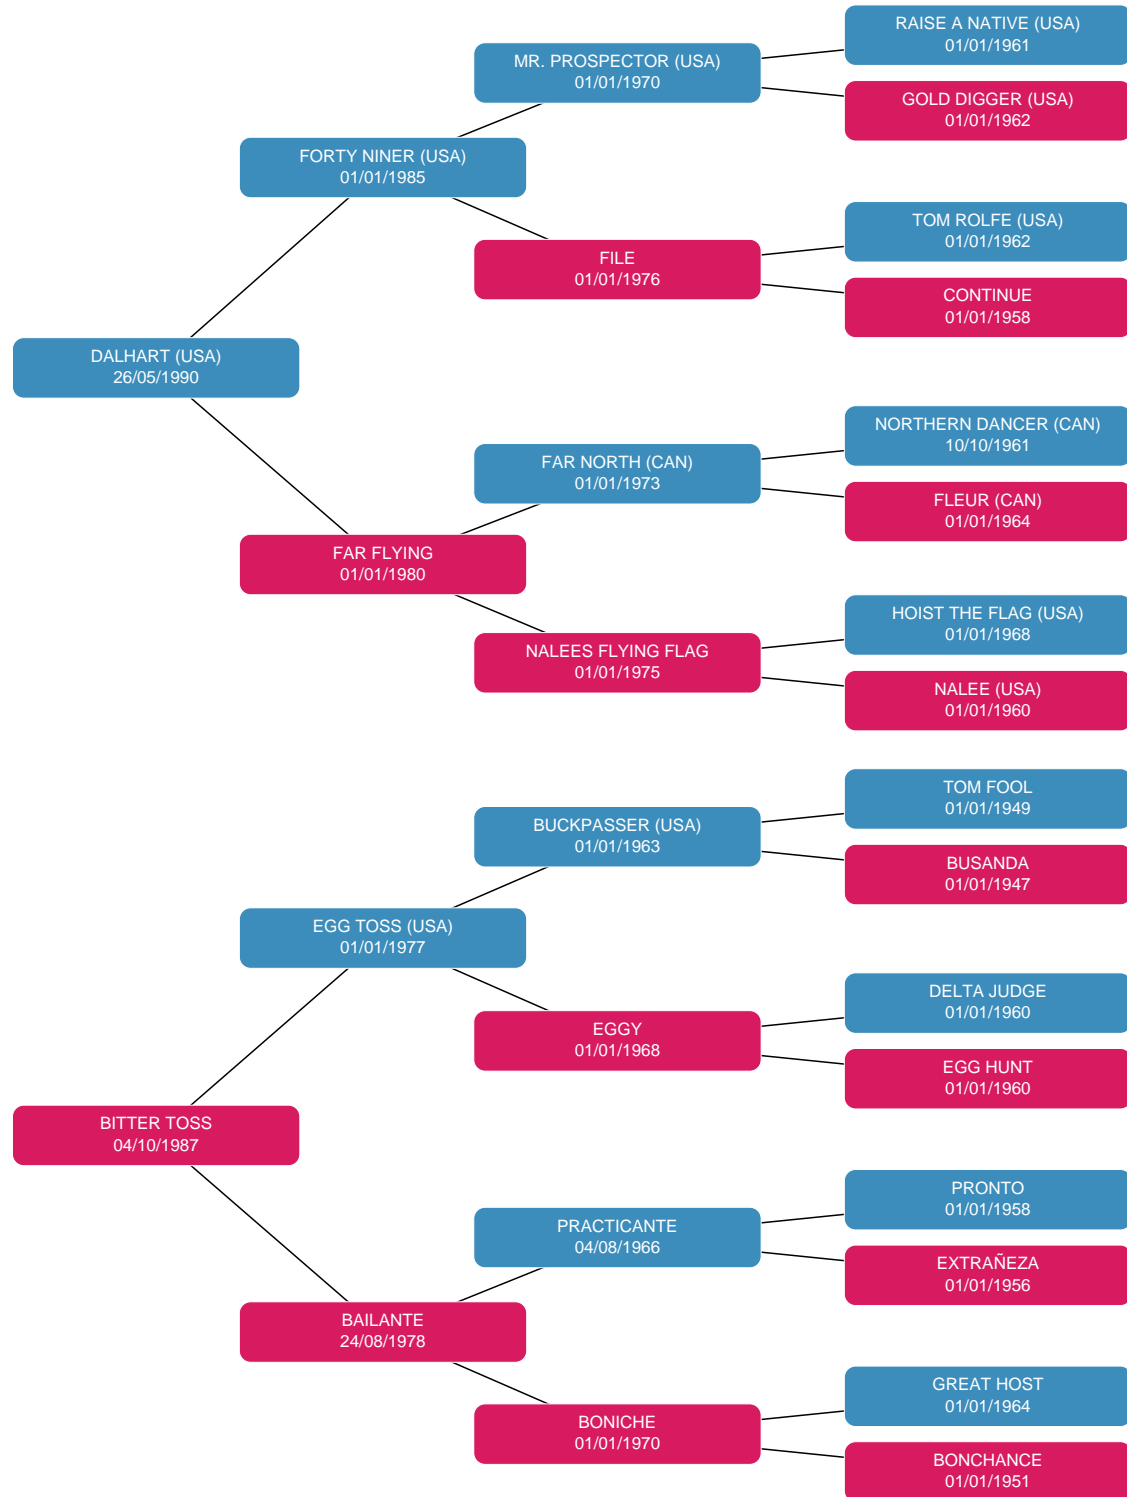 RAISE A NATIVE (USA)
01/01/1961
MR. PROSPECTOR (USA)
01/01/1970
GOLD DIGGER (USA)
01/01/1962
FORTY NINER (USA)
01/01/1985
TOM ROLFE (USA)
01/01/1962
FILE
01/01/1976
CONTINUE
01/01/1958
DALHART (USA)
26/05/1990
NORTHERN DANCER (CAN)
10/10/1961
FAR NORTH (CAN)
01/01/1973
FLEUR (CAN)
01/01/1964
FAR FLYING
01/01/1980
HOIST THE FLAG (USA)
01/01/1968
NALEES FLYING FLAG
01/01/1975
NALEE (USA)
01/01/1960
TOM FOOL
01/01/1949
BUCKPASSER (USA)
01/01/1963
BUSANDA
01/01/1947
EGG TOSS (USA)
01/01/1977
DELTA JUDGE
01/01/1960
EGGY
01/01/1968
EGG HUNT
01/01/1960
BITTER TOSS
04/10/1987
PRONTO
01/01/1958
PRACTICANTE
04/08/1966
EXTRAÑEZA
01/01/1956
BAILANTE
24/08/1978
GREAT HOST
01/01/1964
BONICHE
01/01/1970
BONCHANCE
01/01/1951